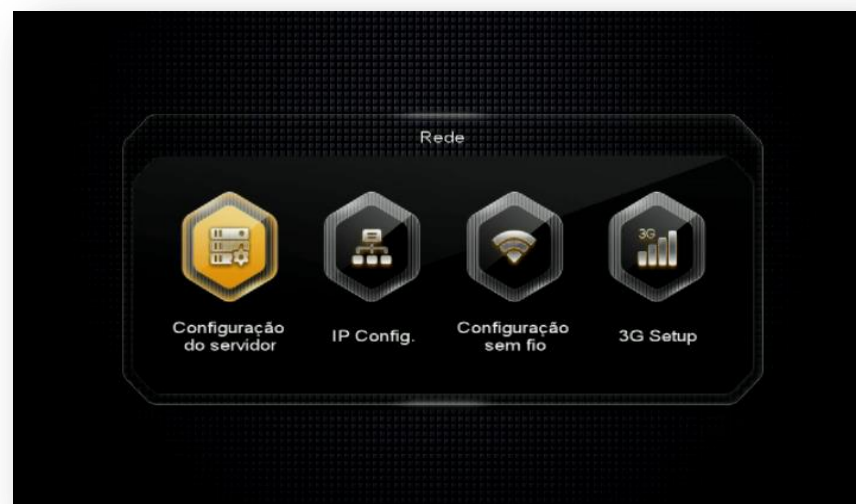 Rede
3G
Configuração
do servidor
IP Config.
Configuração
sem fio
3G Setup